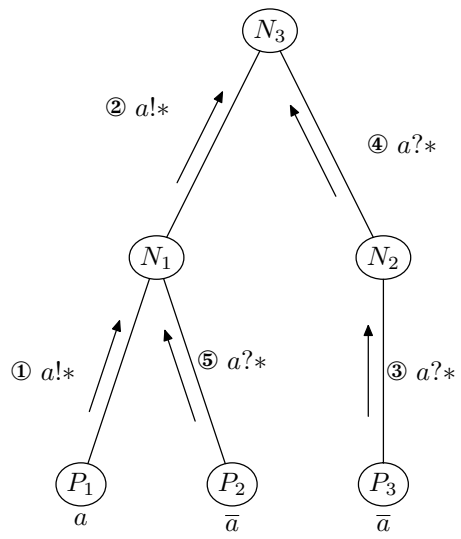 N₃
② a!∗
④ a?∗
N₁
N₂
① a!∗
⑤ a?∗
③ a?∗
P₁
P₂
P₃
a
a̅
a̅